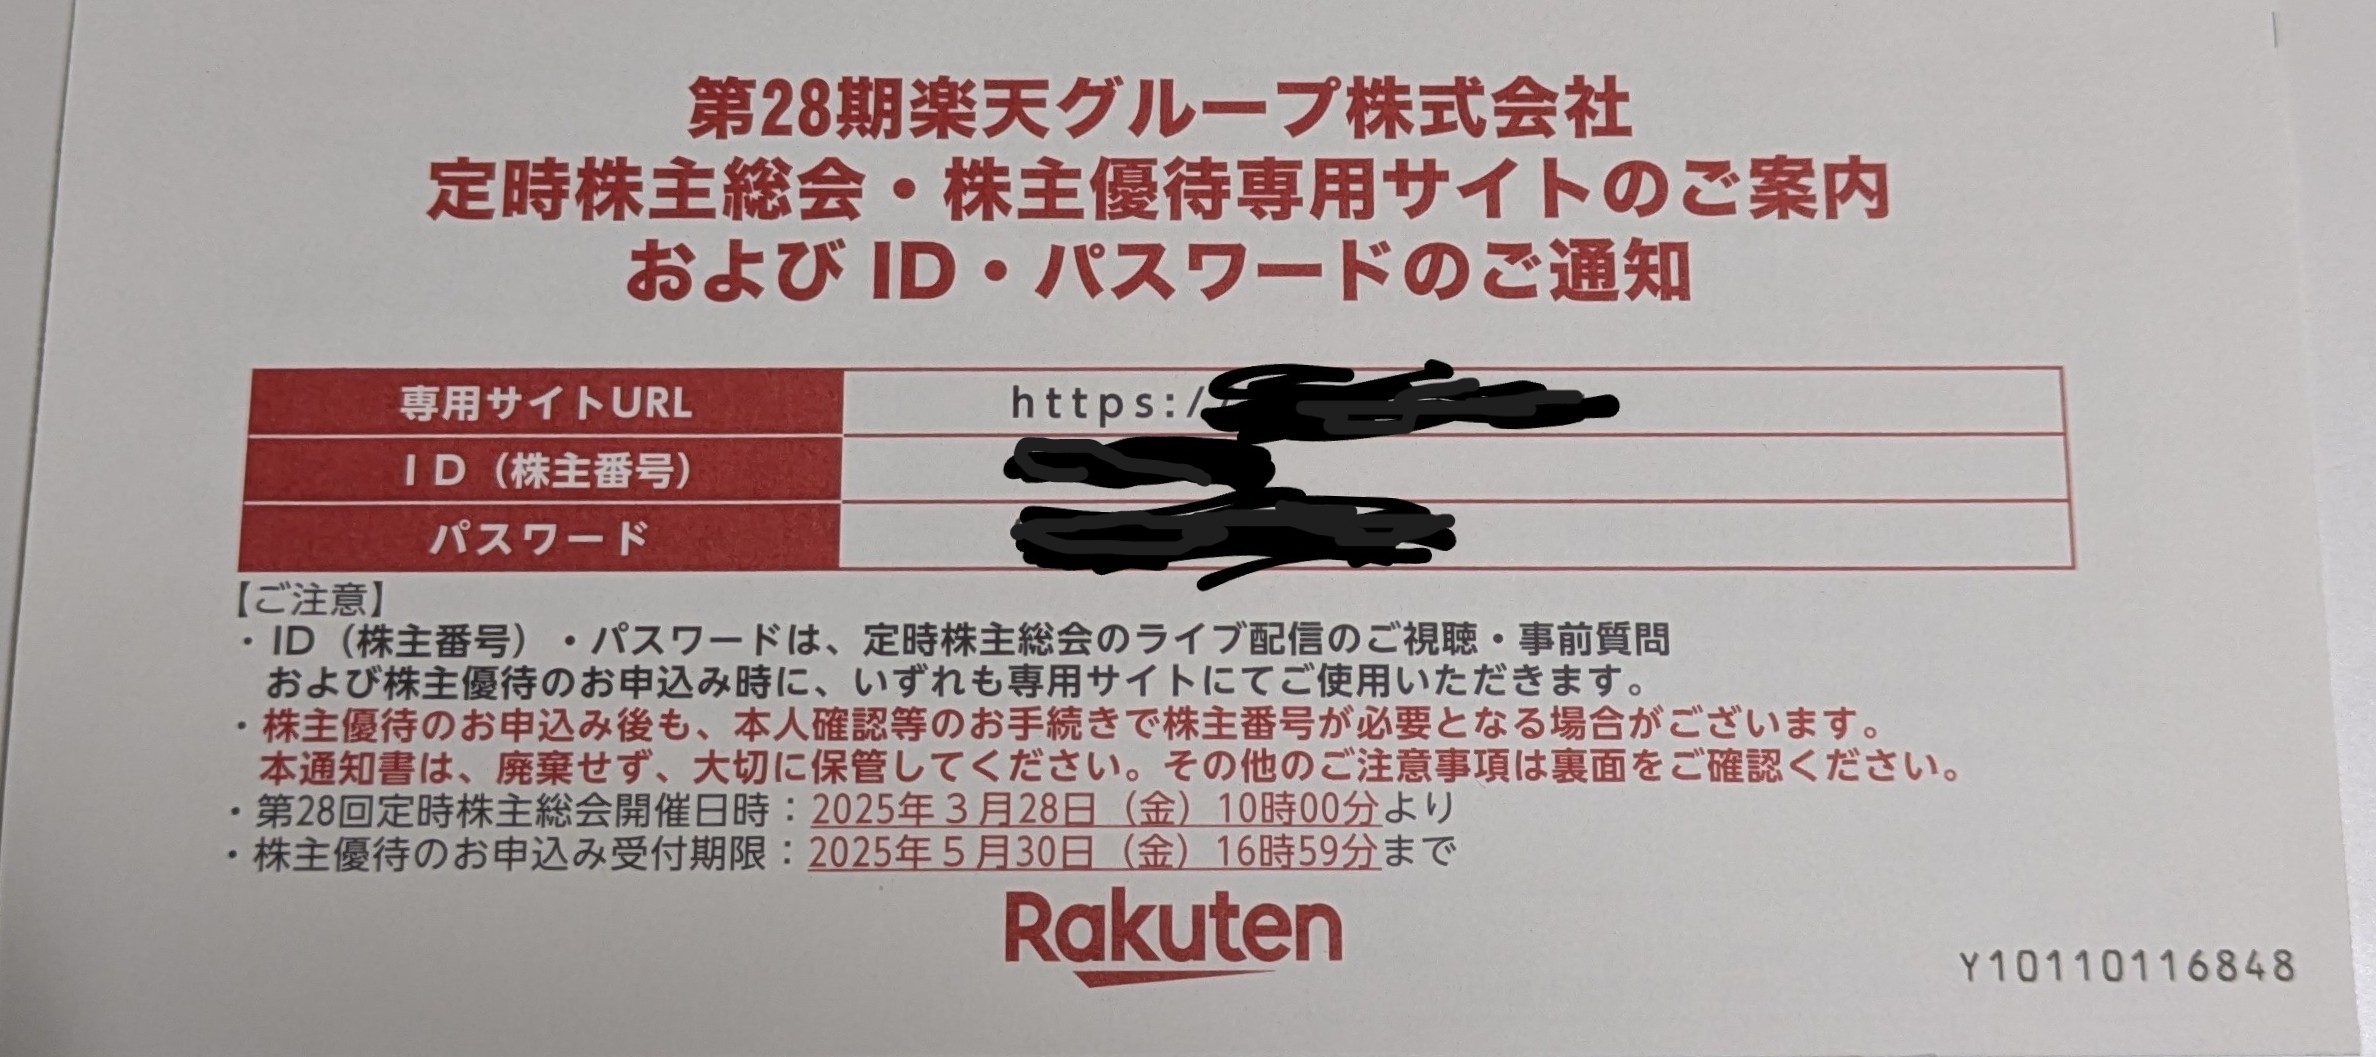 第28期楽天グループ株式会社
定時株主総会・株主優待専用サイトのご案内
および ID・パスワードのご通知
専用サイトURL https:/
ID（株主番号）
パスワード
【ご注意】
・ID（株主番号）・パスワードは、定時株主総会のライブ配信のご視聴・事前質問
および株主優待のお申込み時に、いずれも専用サイトにてご使用いただきます。
・株主優待のお申込み後も、本人確認等のお手続きで株主番号が必要となる場合がございます。
本通知書は、廃棄せず、大切に保管してください。その他のご注意事項は裏面をご確認ください。
・第28回定時株主総会開催日時：2025年３月28日（金）10時00分より
・株主優待のお申込み受付期限：2025年５月30日（金）16時59分まで
Rakuten
Y10110116848